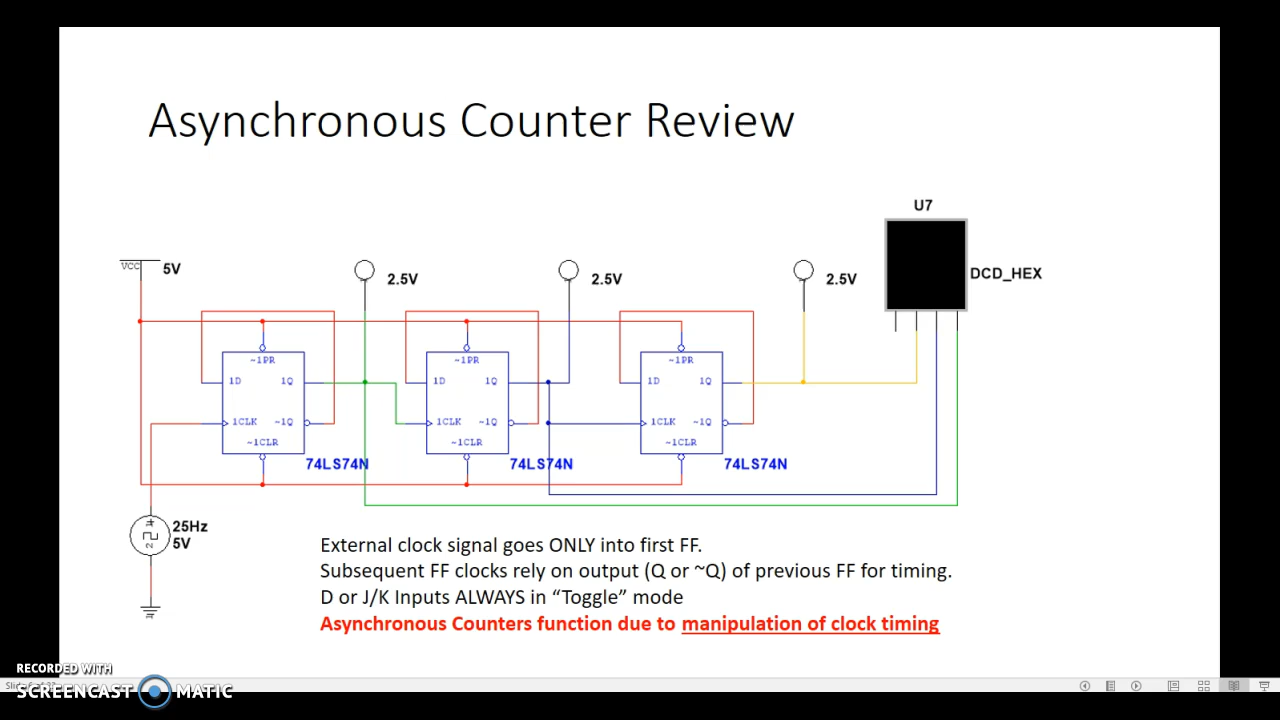 Asynchronous Counter Review
U7
VCC
5V
2.5V
2.5V
2.5V
DCD_HEX
~1PR
~1PR
~1PR
1D
1Q
1D
1Q
1D
1Q
1CLK
~1Q
1CLK
~1Q
1CLK
~1Q
~1CLR
~1CLR
~1CLR
74LS74N
74LS74N
74LS74N
25Hz
5V
External clock signal goes ONLY into first FF.
Subsequent FF clocks rely on output (Q or ~Q) of previous FF for timing.
D or J/K Inputs ALWAYS in “Toggle” mode
Asynchronous Counters function due to manipulation of clock timing
RECORDED WITH
SCREENCAST MATIC